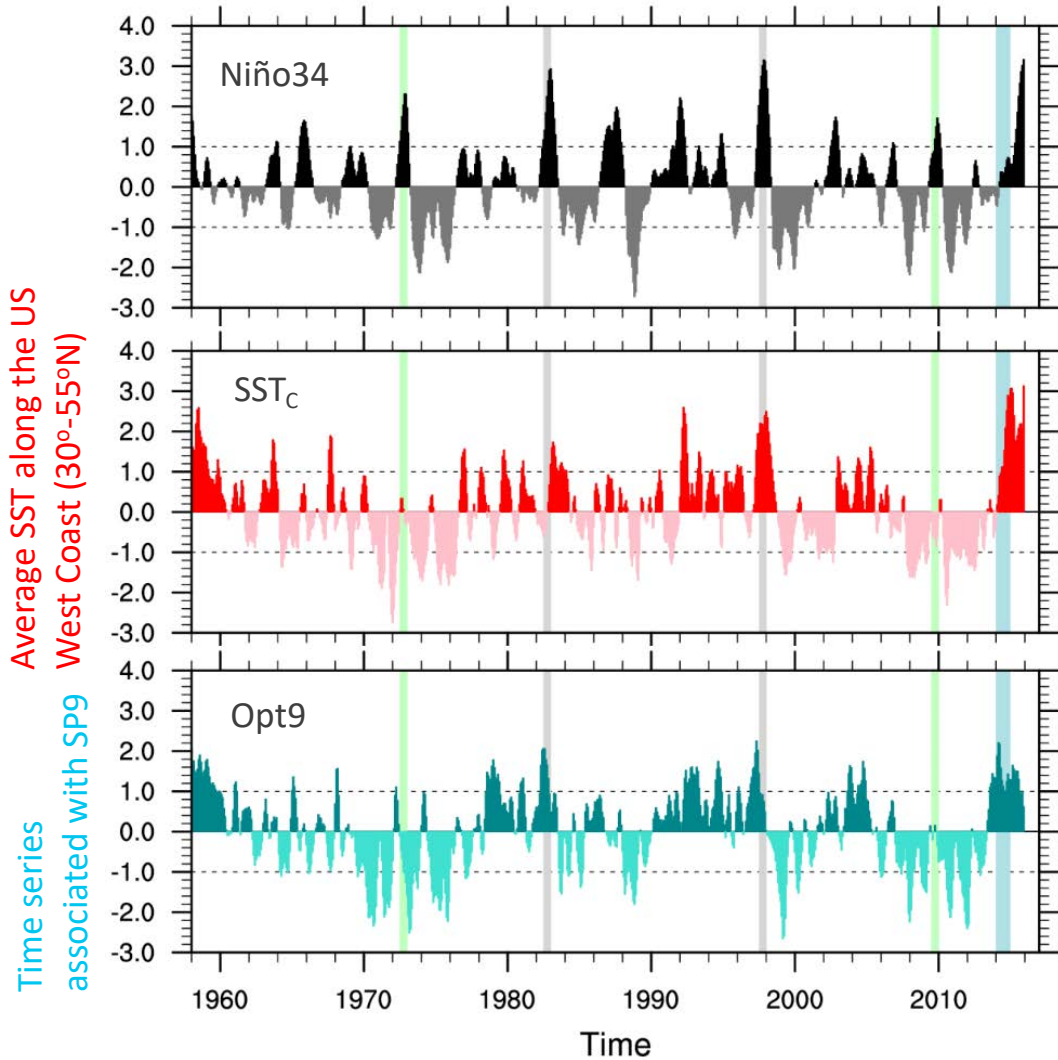 4.0
3.0
2.0
1.0
0.0
-1.0
-2.0
-3.0
Niño34
Average SST along the US
West Coast (30º-55ºN)
4.0
3.0
2.0
1.0
0.0
-1.0
-2.0
-3.0
SST_C
Time series
associated with SP9
4.0
3.0
2.0
1.0
0.0
-1.0
-2.0
-3.0
Opt9
1960 1970 1980 1990 2000 2010
Time